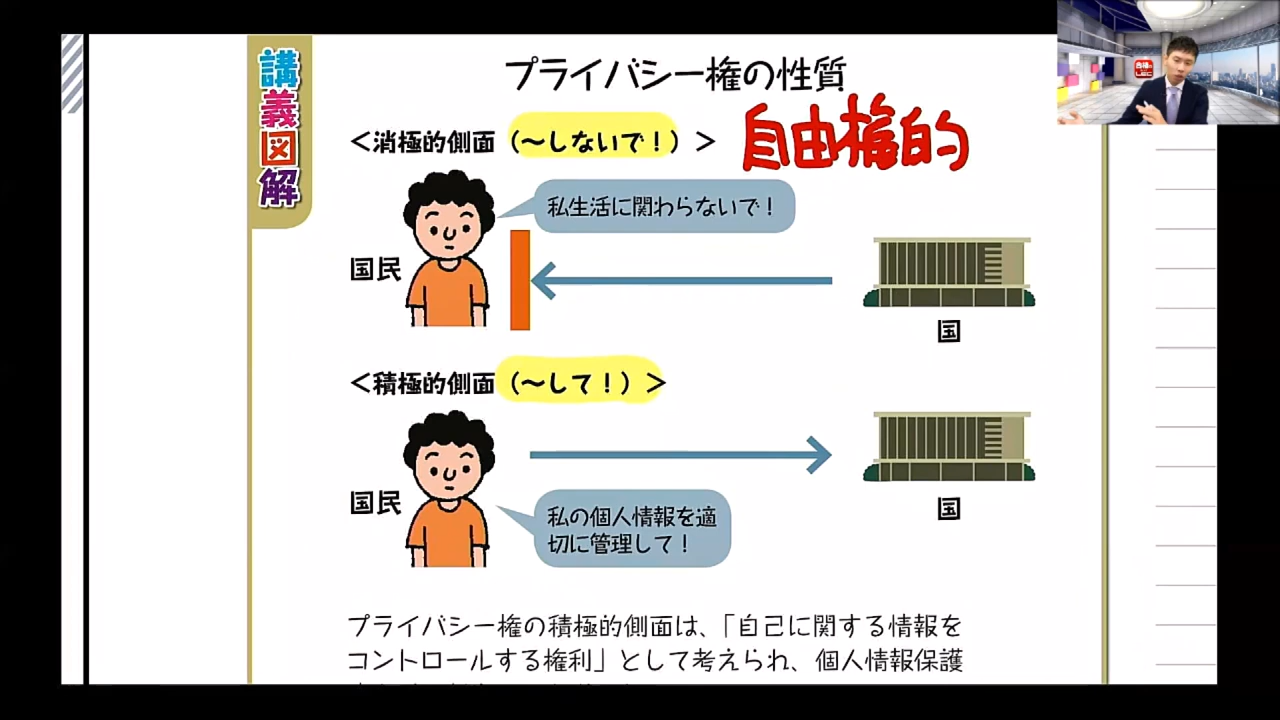 講義図解
プライバシー権の性質
<消極的側面（～しないで！）>
自由権的
私生活に関わらないで！
国民
国
<積極的側面（～して！）>
国民
国
私の個人情報を適
切に管理して！
プライバシー権の積極的側面は、「自己に関する情報を
コントロールする権利」として考えられ、個人情報保護
合格の
LEC